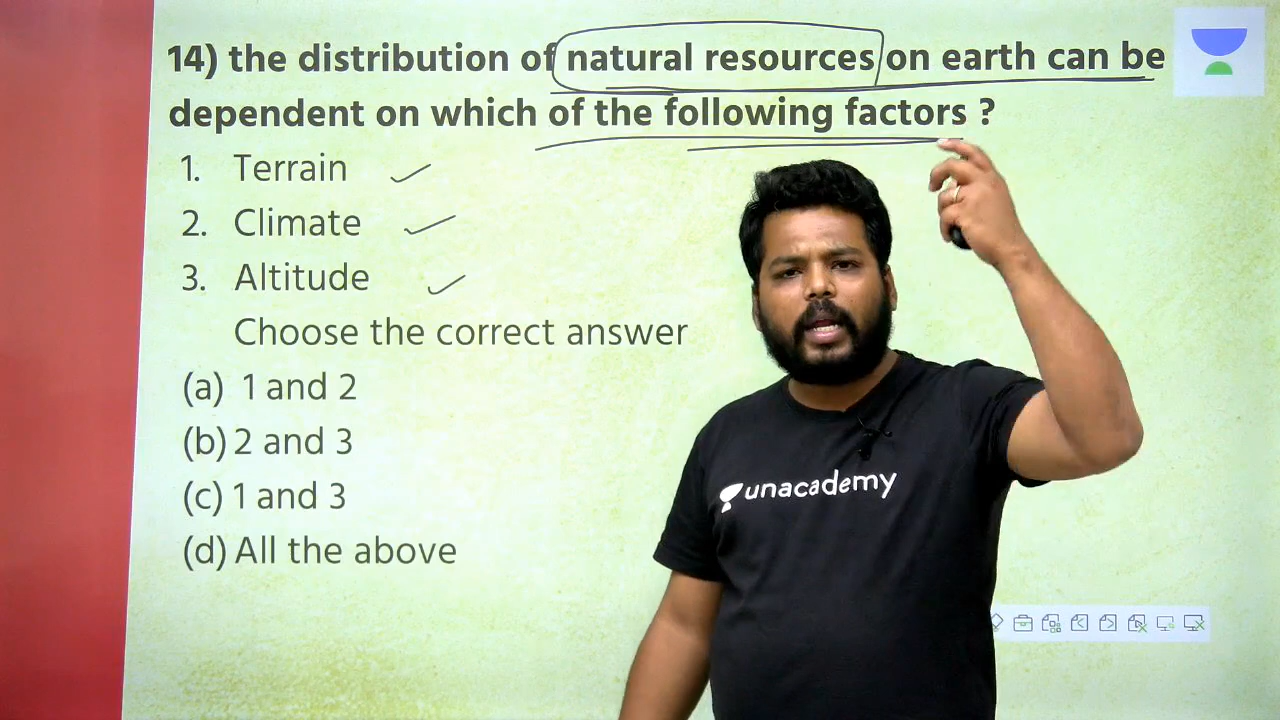 14) the distribution of natural resources on earth can be
dependent on which of the following factors ?
1. Terrain
2. Climate
3. Altitude
Choose the correct answer
(a) 1 and 2
(b) 2 and 3
(c) 1 and 3
(d) All the above
unacademy